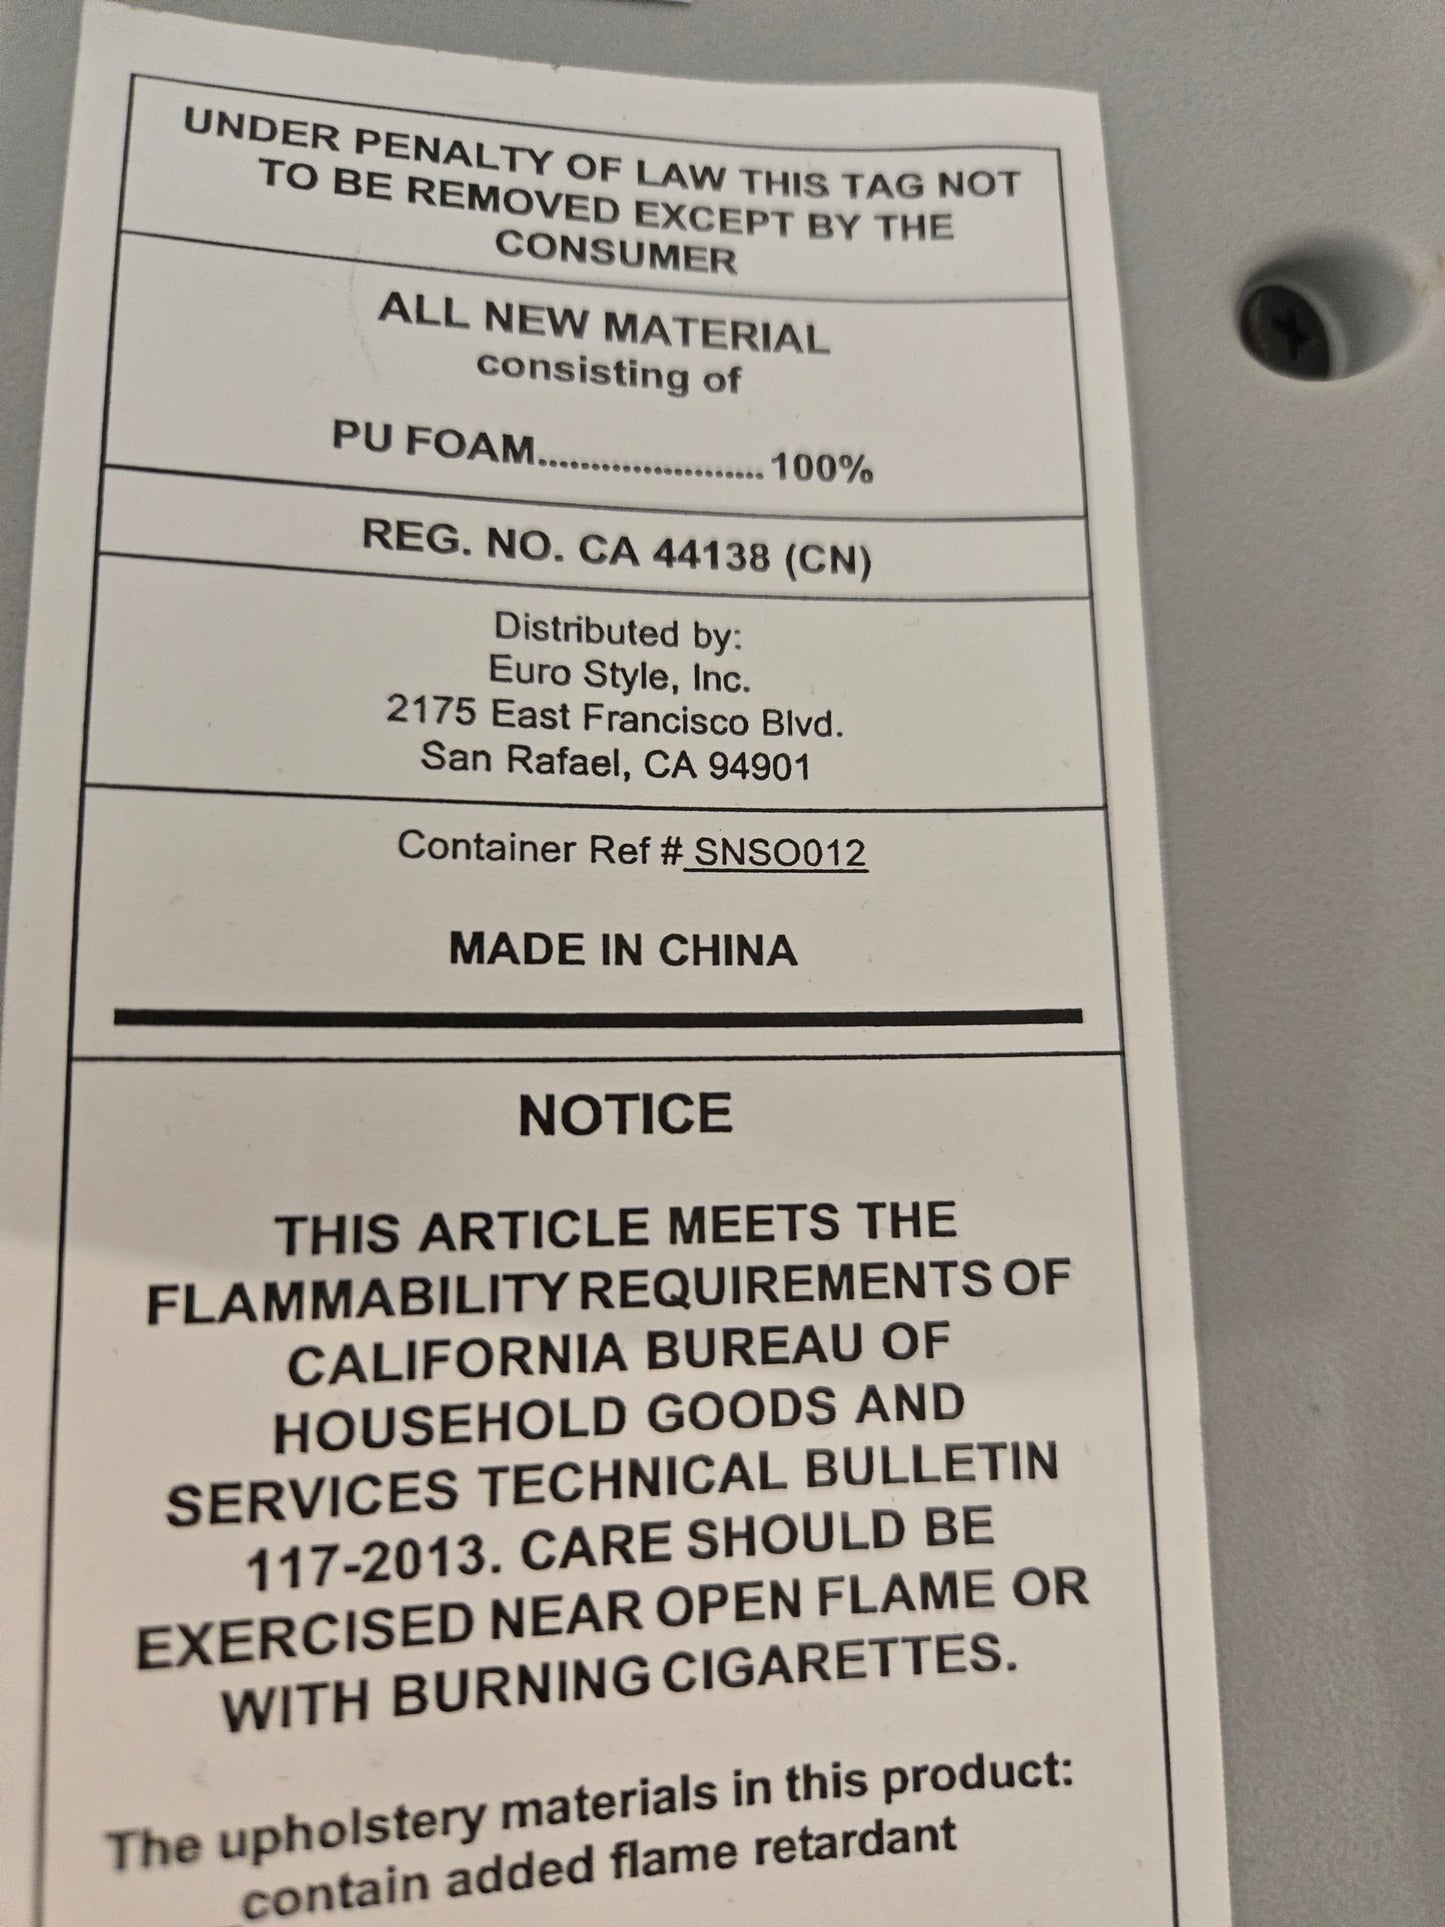 UNDER PENALTY OF LAW THIS TAG NOT
TO BE REMOVED EXCEPT BY THE
CONSUMER
ALL NEW MATERIAL
consisting of
PU FOAM......................100%
REG. NO. CA 44138 (CN)
Distributed by:
Euro Style, Inc.
2175 East Francisco Blvd.
San Rafael, CA 94901
Container Ref # SNSO012
MADE IN CHINA
NOTICE
THIS ARTICLE MEETS THE
FLAMMABILITY REQUIREMENTS OF
CALIFORNIA BUREAU OF
HOUSEHOLD GOODS AND
SERVICES TECHNICAL BULLETIN
117-2013. CARE SHOULD BE
EXERCISED NEAR OPEN FLAME OR
WITH BURNING CIGARETTES.
The upholstery materials in this product:
contain added flame retardant